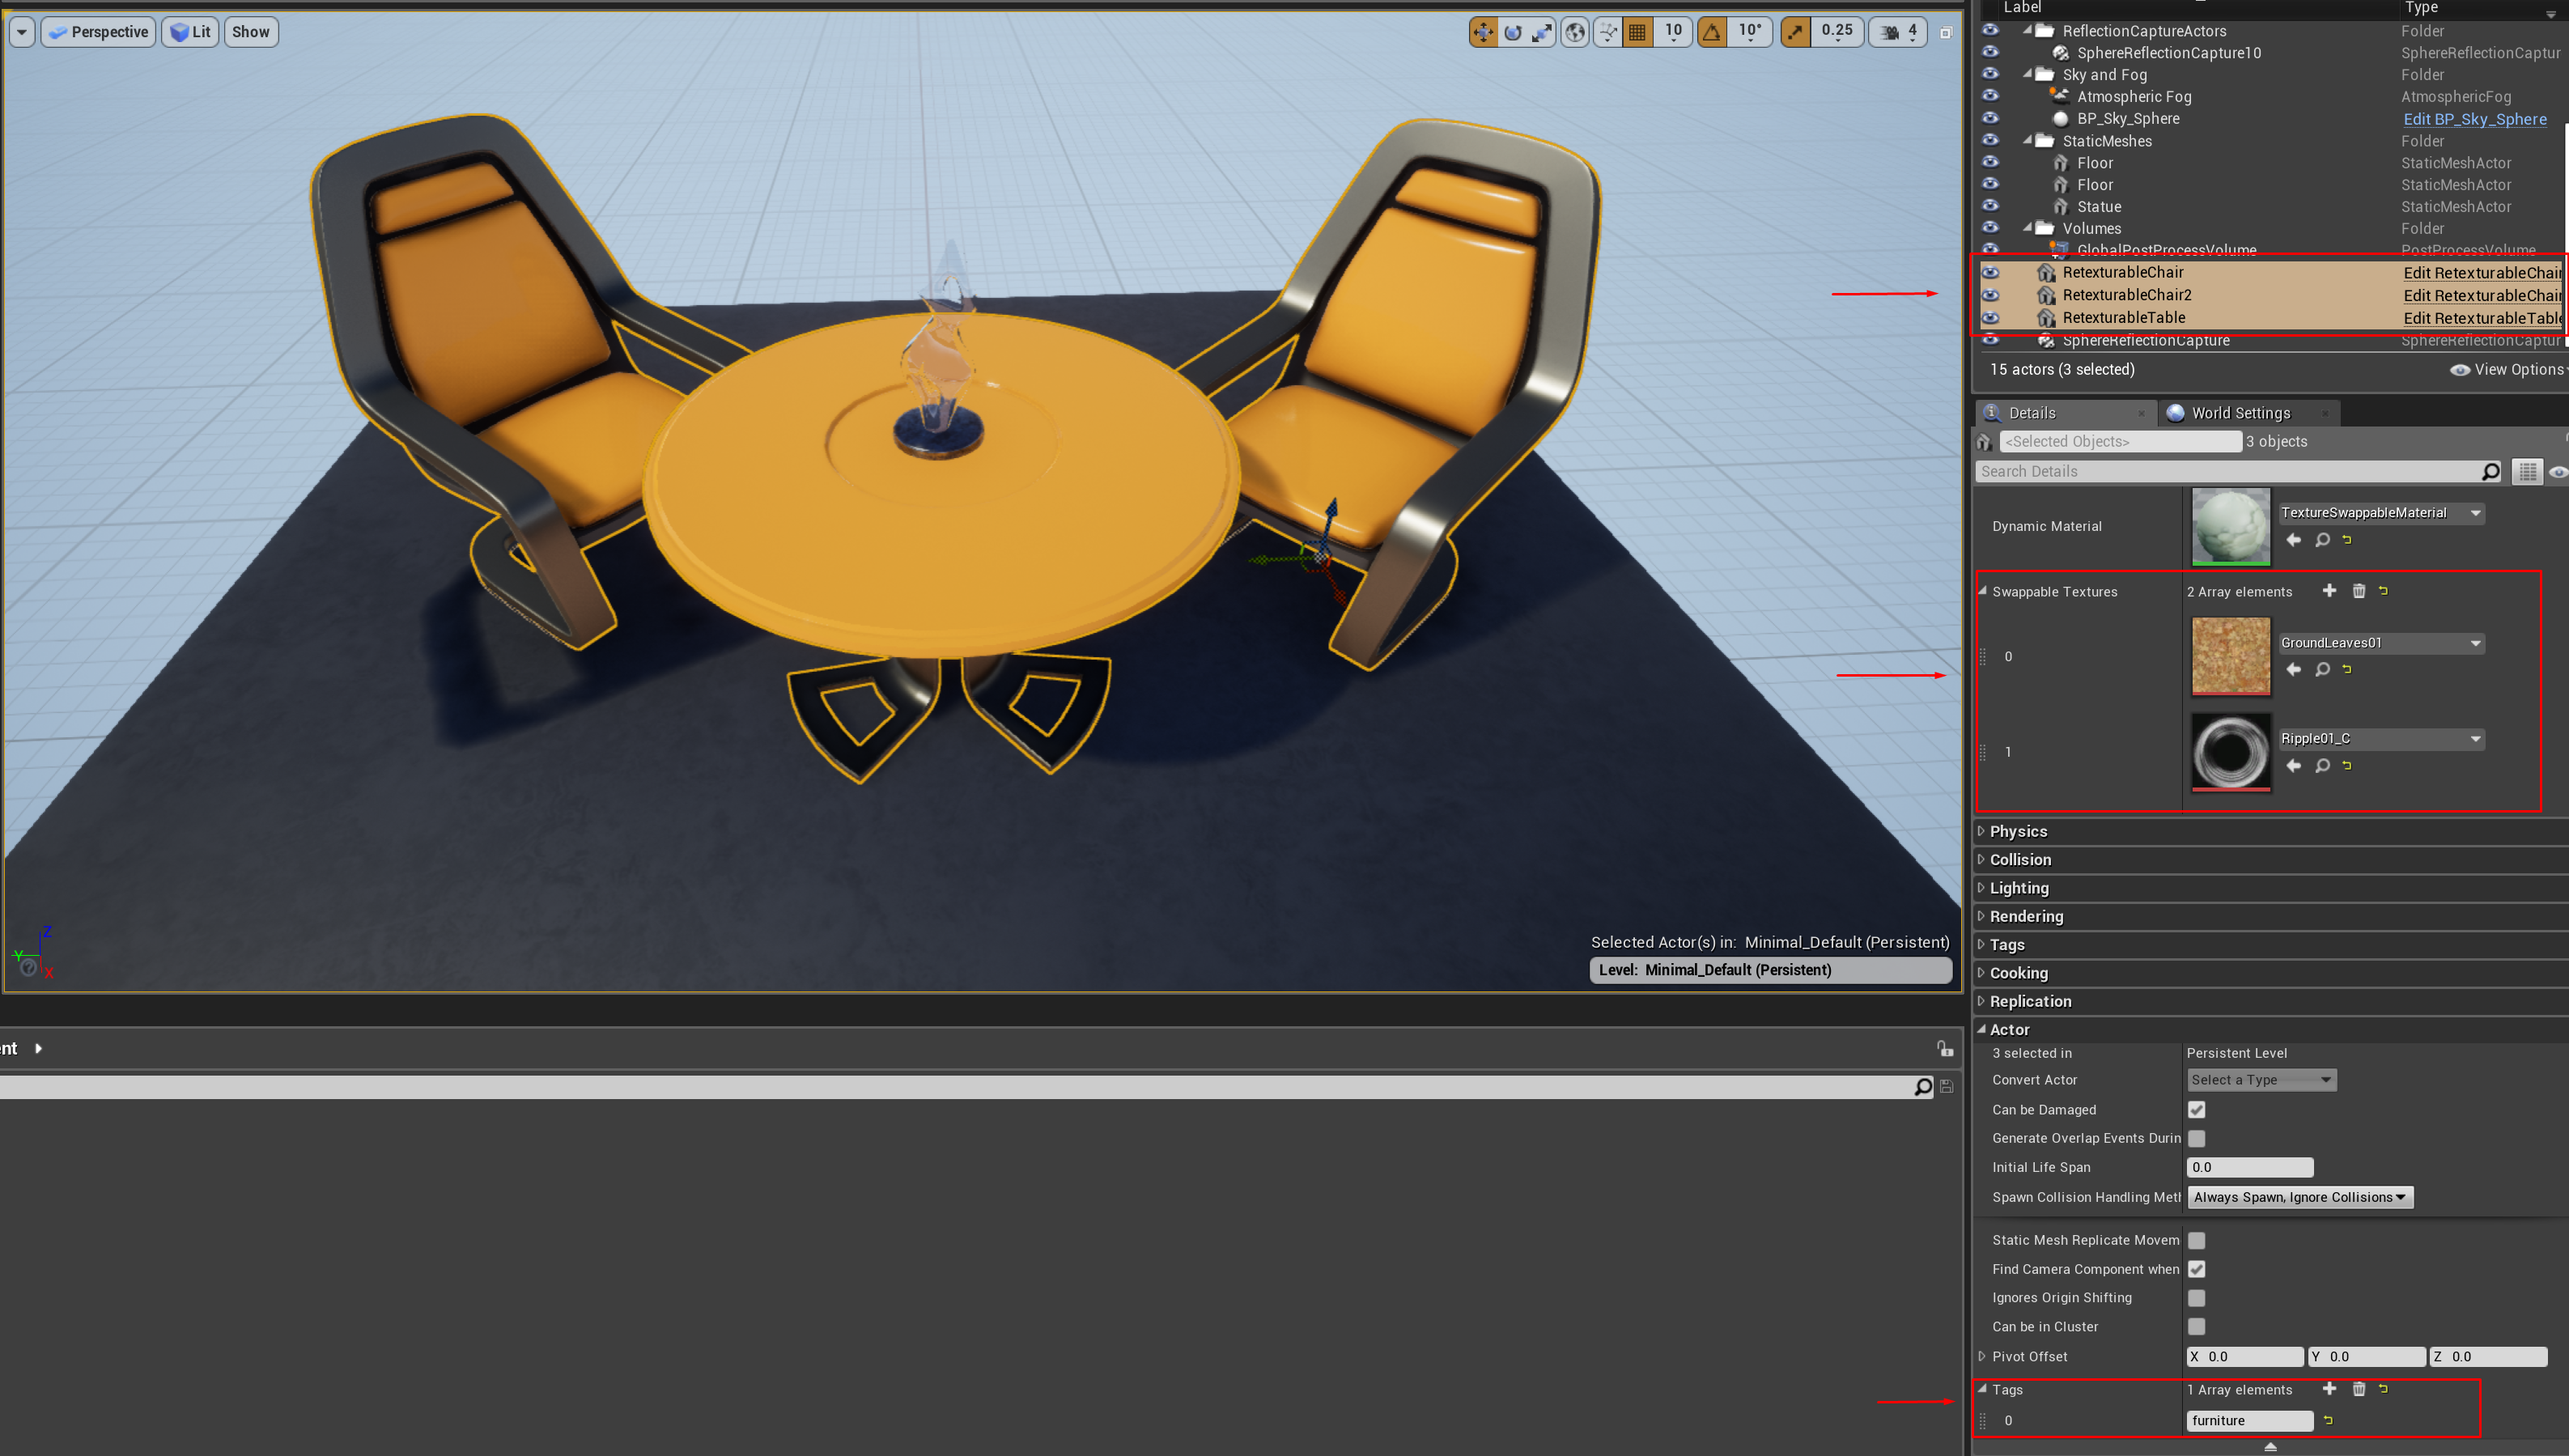 Perspective Lit Show 10 10° 0.25 4
Selected Actor(s) in: Minimal_Default (Persistent)
Level: Minimal_Default (Persistent)
Z
Y
X
nt
Label Type
ReflectionCaptureActors Folder
SphereReflectionCapture10 SphereReflectionCaptur
Sky and Fog Folder
Atmospheric Fog AtmosphericFog
BP_Sky_Sphere Edit BP_Sky_Sphere
StaticMeshes Folder
Floor StaticMeshActor
Floor StaticMeshActor
Statue StaticMeshActor
Volumes Folder
GlobalPostProcessVolume PostProcessVolume
RetexturableChair Edit RetexturableChair
RetexturableChair2 Edit RetexturableChair
RetexturableTable Edit RetexturableTable
SphereReflectionCapture SphereReflectionCaptur
15 actors (3 selected) View Options
Details World Settings
<Selected Objects> 3 objects
Search Details
Dynamic Material TextureSwappableMaterial
Swappable Textures 2 Array elements
0 GroundLeaves01
1 Ripple01_C
Physics
Collision
Lighting
Rendering
Tags
Cooking
Replication
Actor
3 selected in Persistent Level
Convert Actor Select a Type
Can be Damaged
Generate Overlap Events Durin
Initial Life Span 0.0
Spawn Collision Handling Met Always Spawn, Ignore Collisions
Static Mesh Replicate Movem
Find Camera Component when
Ignores Origin Shifting
Can be in Cluster
Pivot Offset X 0.0 Y 0.0 Z 0.0
Tags 1 Array elements
0 furniture